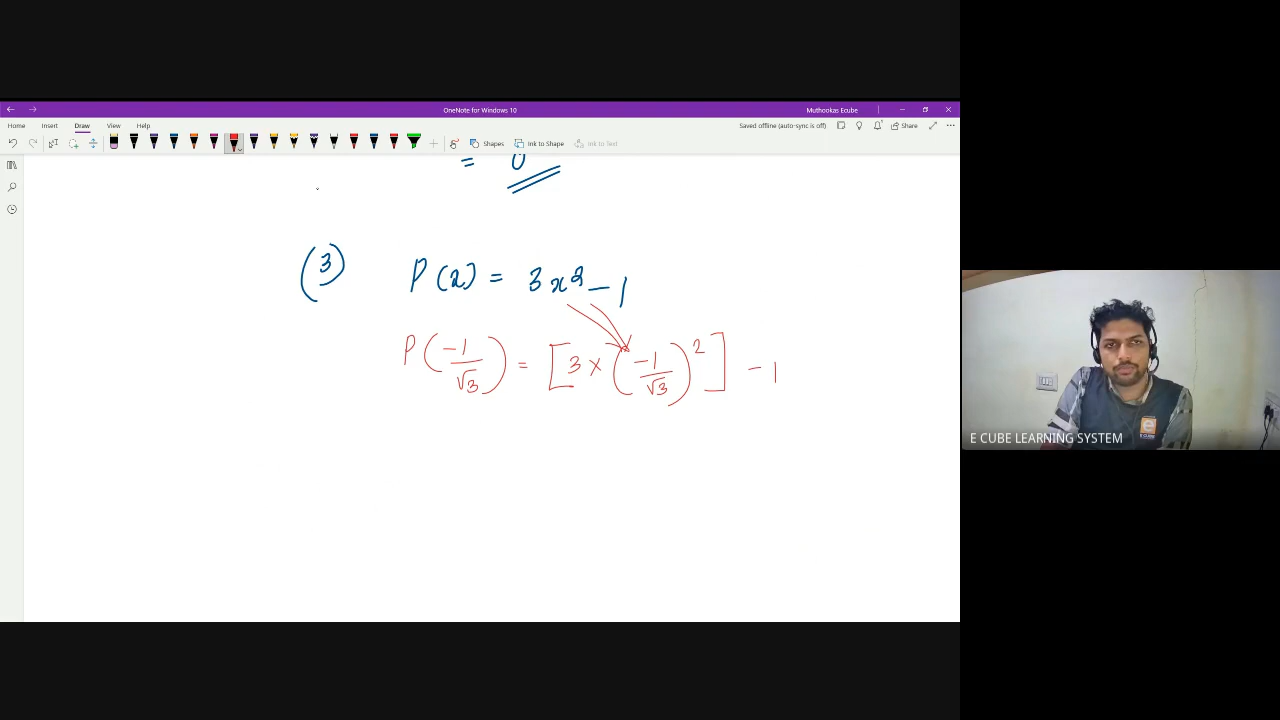 OneNote for Windows 10
Muthookas Ecube
Home Insert Draw View Help
Saved offline (auto-sync is off) Share
Shapes Ink to Shape Ink to Text
= 0
(3) P(x) = 3x² - 1
P(-1/√3) = [3 × (-1/√3)²] - 1
E CUBE LEARNING SYSTEM